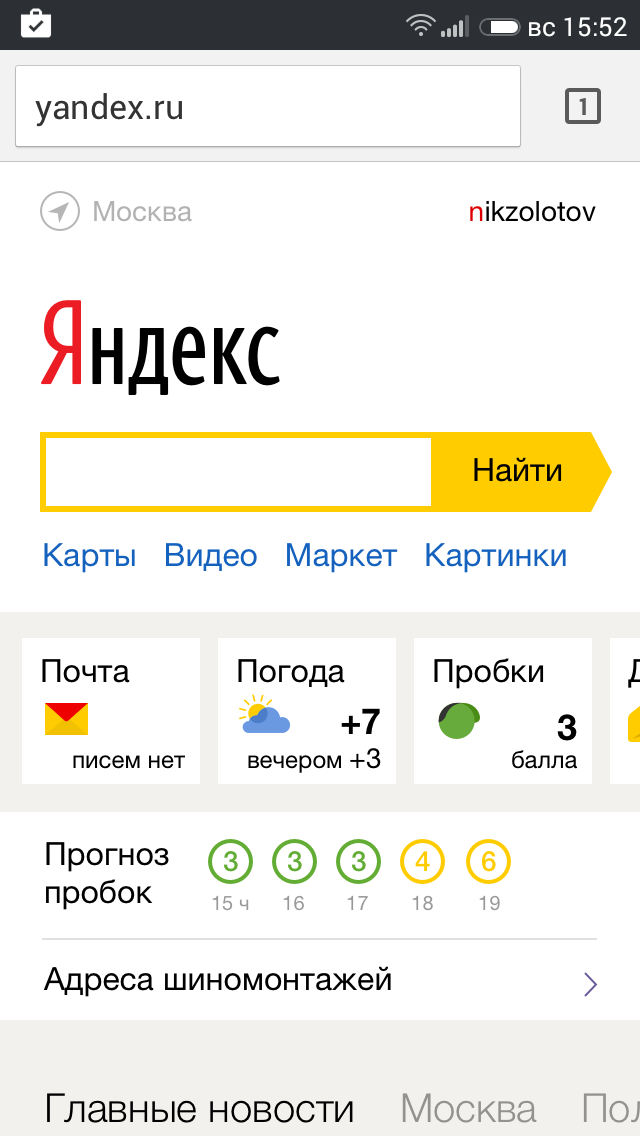 вс 15:52
yandex.ru
1
Москва
nikzolotov
Яндекс
Найти
Карты Видео Маркет Картинки
Почта
писем нет
Погода
+7
вечером +3
Пробки
3
балла
Прогноз
пробок
3 3 3 4 6
15 ч 16 17 18 19
Адреса шиномонтажей
Главные новости Москва